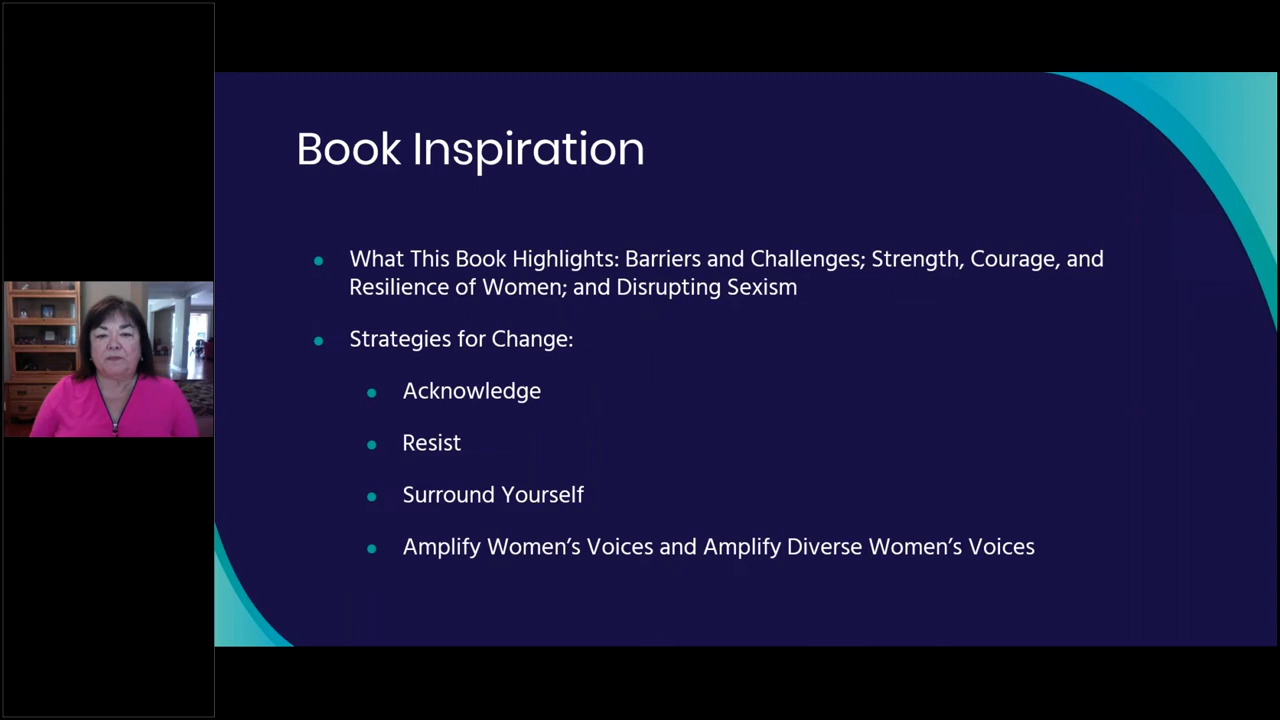 Book Inspiration
What This Book Highlights: Barriers and Challenges; Strength, Courage, and
Resilience of Women; and Disrupting Sexism
Strategies for Change:
Acknowledge
Resist
Surround Yourself
Amplify Women’s Voices and Amplify Diverse Women’s Voices